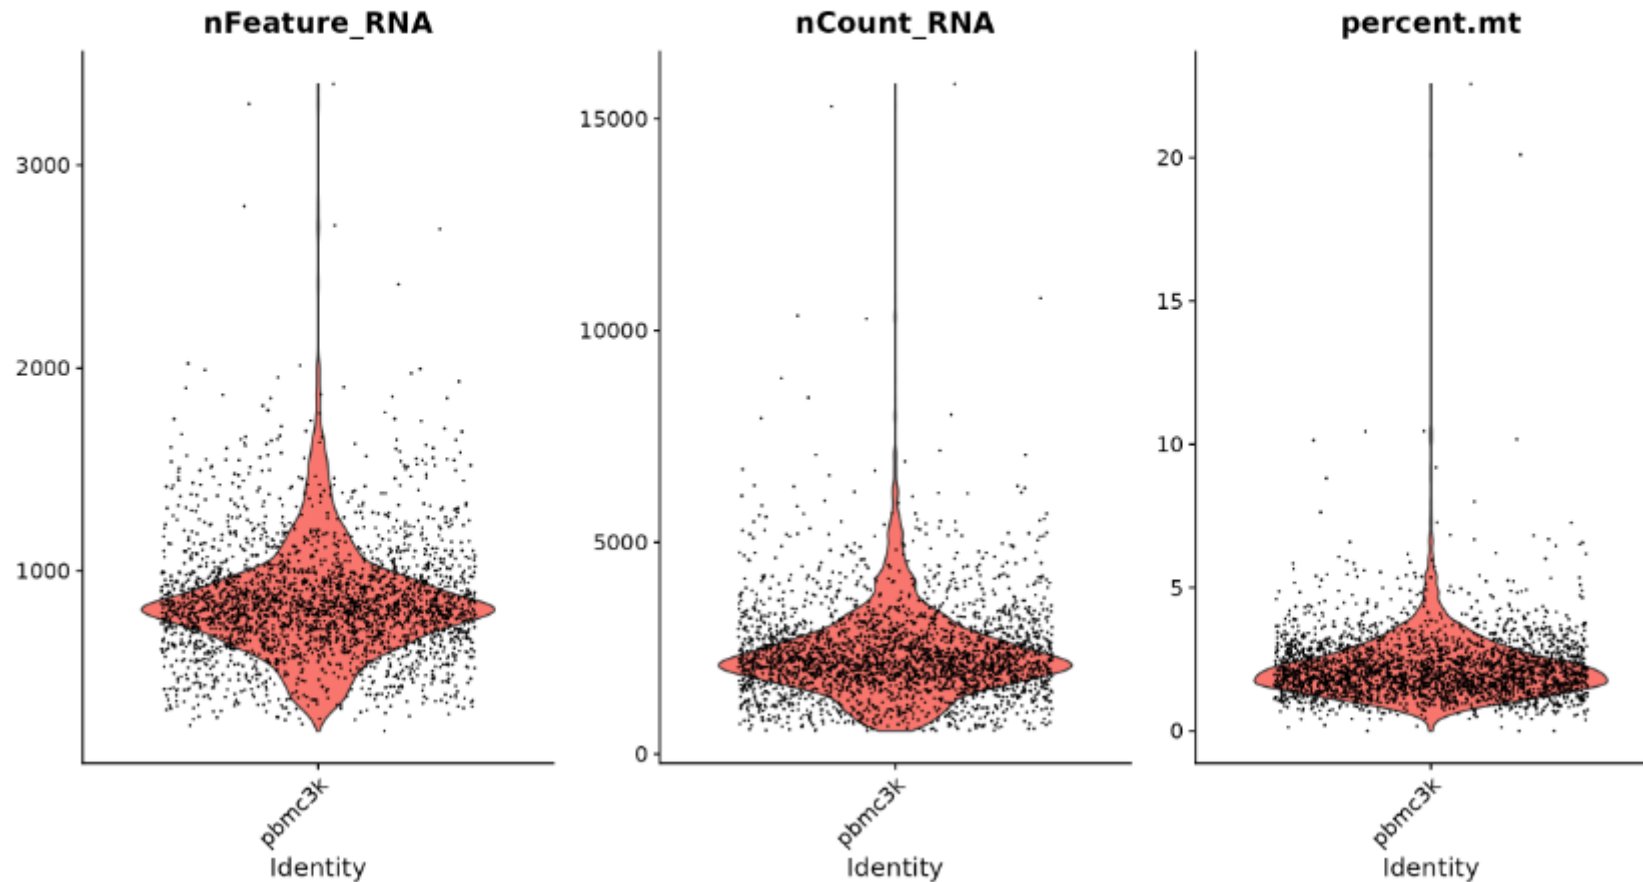 nFeature_RNA
3000
2000
1000
pbmc3k
Identity
nCount_RNA
15000
10000
5000
0
pbmc3k
Identity
percent.mt
20
15
10
5
0
pbmc3k
Identity